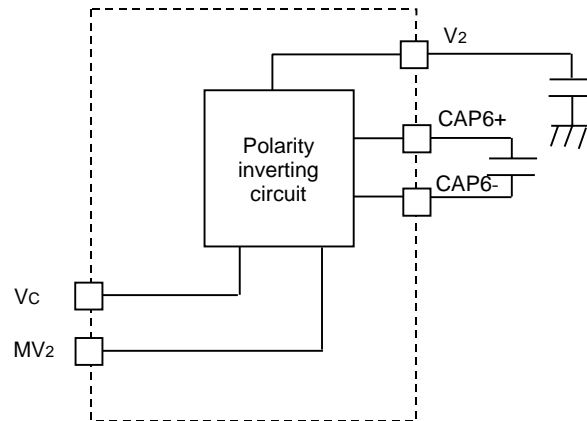 V2
CAP6+
Polarity
inverting
circuit
CAP6-
VC
MV2